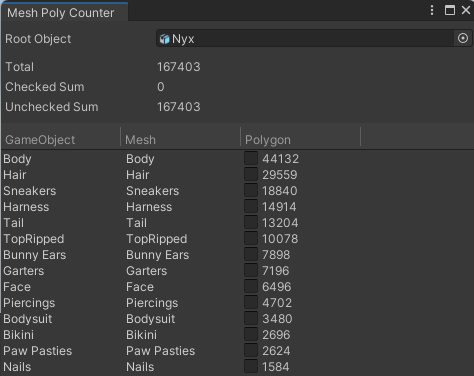 Mesh Poly Counter
Root Object Nyx
Total 167403
Checked Sum 0
Unchecked Sum 167403
GameObject Mesh Polygon
Body Body 44132
Hair Hair 29559
Sneakers Sneakers 18840
Harness Harness 14914
Tail Tail 13204
TopRipped TopRipped 10078
Bunny Ears Bunny Ears 7898
Garters Garters 7196
Face Face 6496
Piercings Piercings 4702
Bodysuit Bodysuit 3480
Bikini Bikini 2696
Paw Pasties Paw Pasties 2624
Nails Nails 1584